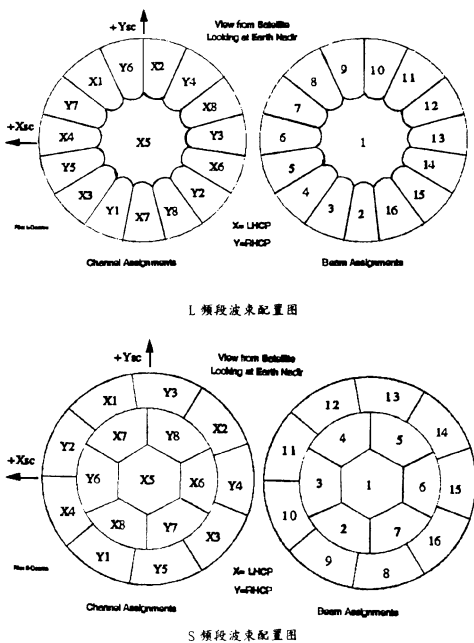 +Ysc
View from Satellite
Looking at Earth Nadir
Y6 X2
X1 Y4
Y7 X8
+Xsc X4 X5 Y3
Y5 X6
X3 Y2
Y1 X7 Y8
9 10
8 11
7 12
6 1 13
5 14
4 15
3 2 16
X= LHCP
Y=RHCP
Channel Assignments
Beam Assignments
L 频段波束配置图
+Ysc
View from Satellite
Looking at Earth Nadir
X1 Y3
X7 Y8 X2
Y2
+Xsc Y6 X5 X6 Y4
X4
X8 Y7 X3
Y1 Y5
12 13
4 5 14
11
3 1 6 15
10
2 7 16
9 8
X= LHCP
Y=RHCP
Channel Assignments
Beam Assignments
S 频段波束配置图